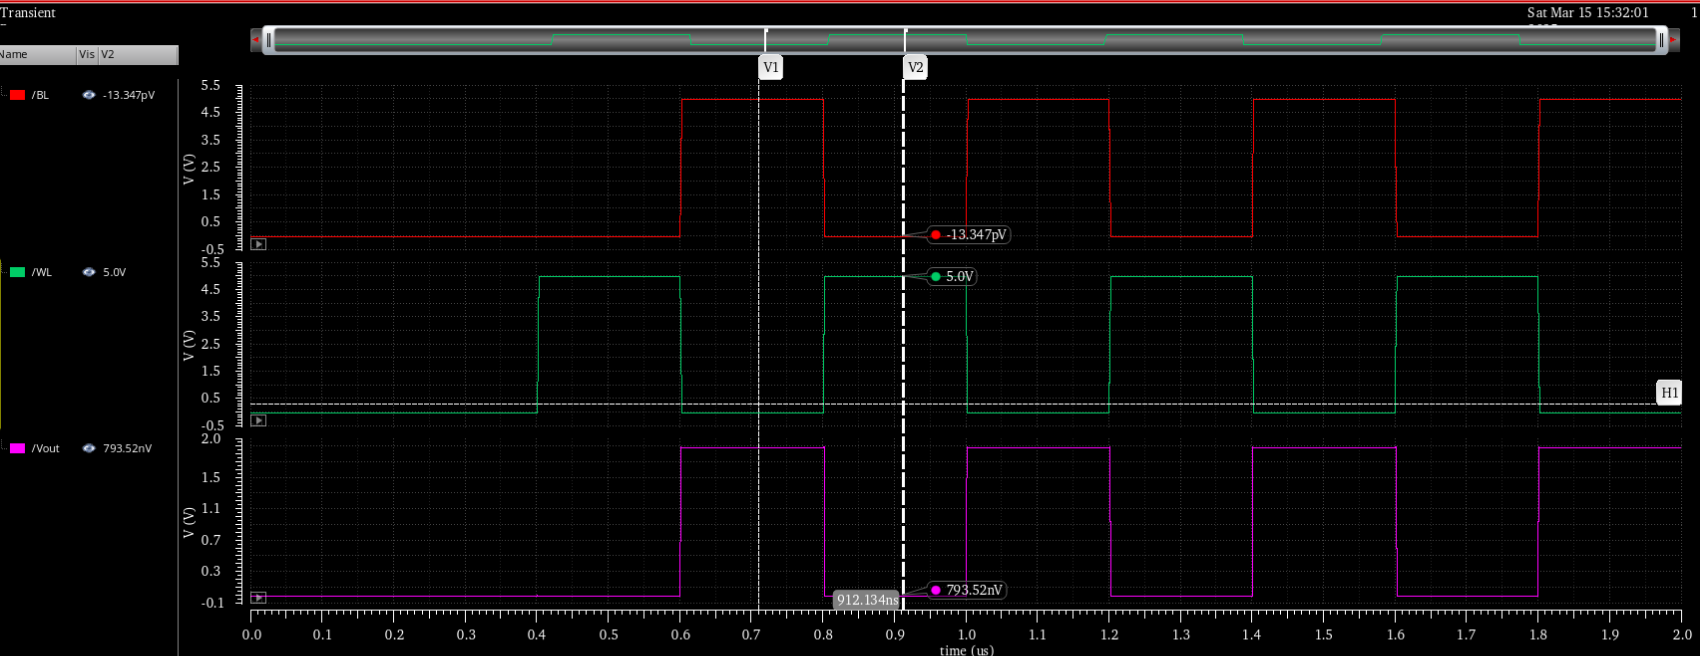 Transient
Sat Mar 15 15:32:01
1
Name
Vis
V2
V1
V2
/BL
-13.347pV
5.5
4.5
3.5
2.5
1.5
0.5
-0.5
V (V)
-13.347pV
/WL
5.0V
5.5
4.5
3.5
2.5
1.5
0.5
-0.5
V (V)
5.0V
H1
/Vout
793.52nV
2.0
1.5
1.1
0.7
0.3
-0.1
V (V)
793.52nV
912.134ns
0.0 0.1 0.2 0.3 0.4 0.5 0.6 0.7 0.8 0.9 1.0 1.1 1.2 1.3 1.4 1.5 1.6 1.7 1.8 1.9 2.0
time (us)